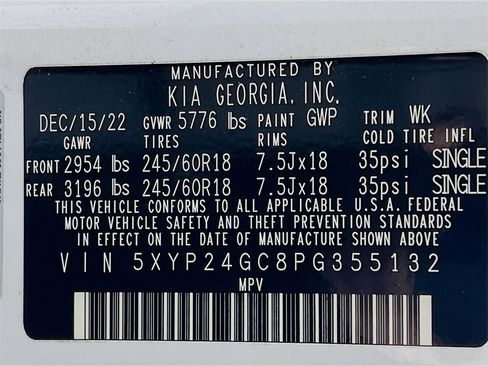 MANUFACTURED BY
KIA GEORGIA, INC.
DEC/15/22 GVWR 5776 lbs PAINT GWP TRIM WK
GAWR TIRES RIMS COLD TIRE INFL
FRONT 2954 lbs 245/60R18 7.5Jx18 35psi SINGLE
REAR 3196 lbs 245/60R18 7.5Jx18 35psi SINGLE
THIS VEHICLE CONFORMS TO ALL APPLICABLE U.S.A. FEDERAL
MOTOR VEHICLE SAFETY AND THEFT PREVENTION STANDARDS
IN EFFECT ON THE DATE OF MANUFACTURE SHOWN ABOVE
VIN 5XYP24GC8PG355132
MPV